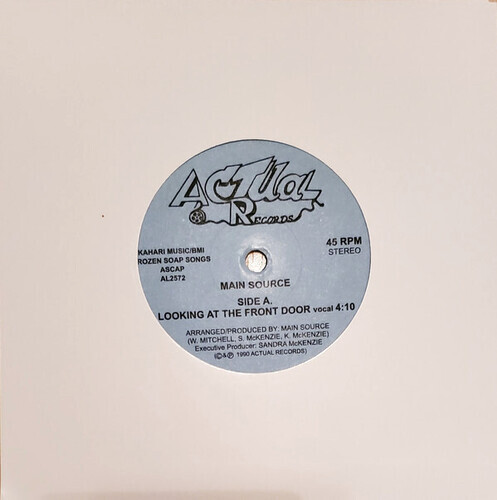 ACTUAL
RECORDS
KAHARI MUSIC/BMI
ROZEN SOAP SONGS
ASCAP
AL2572
45 RPM
STEREO
MAIN SOURCE
SIDE A.
LOOKING AT THE FRONT DOOR vocal 4:10
ARRANGED/PRODUCED BY: MAIN SOURCE
(W. MITCHELL, S. McKENZIE, K. McKENZIE)
Executive Producer: SANDRA McKENZIE
(©&℗ 1990 ACTUAL RECORDS)